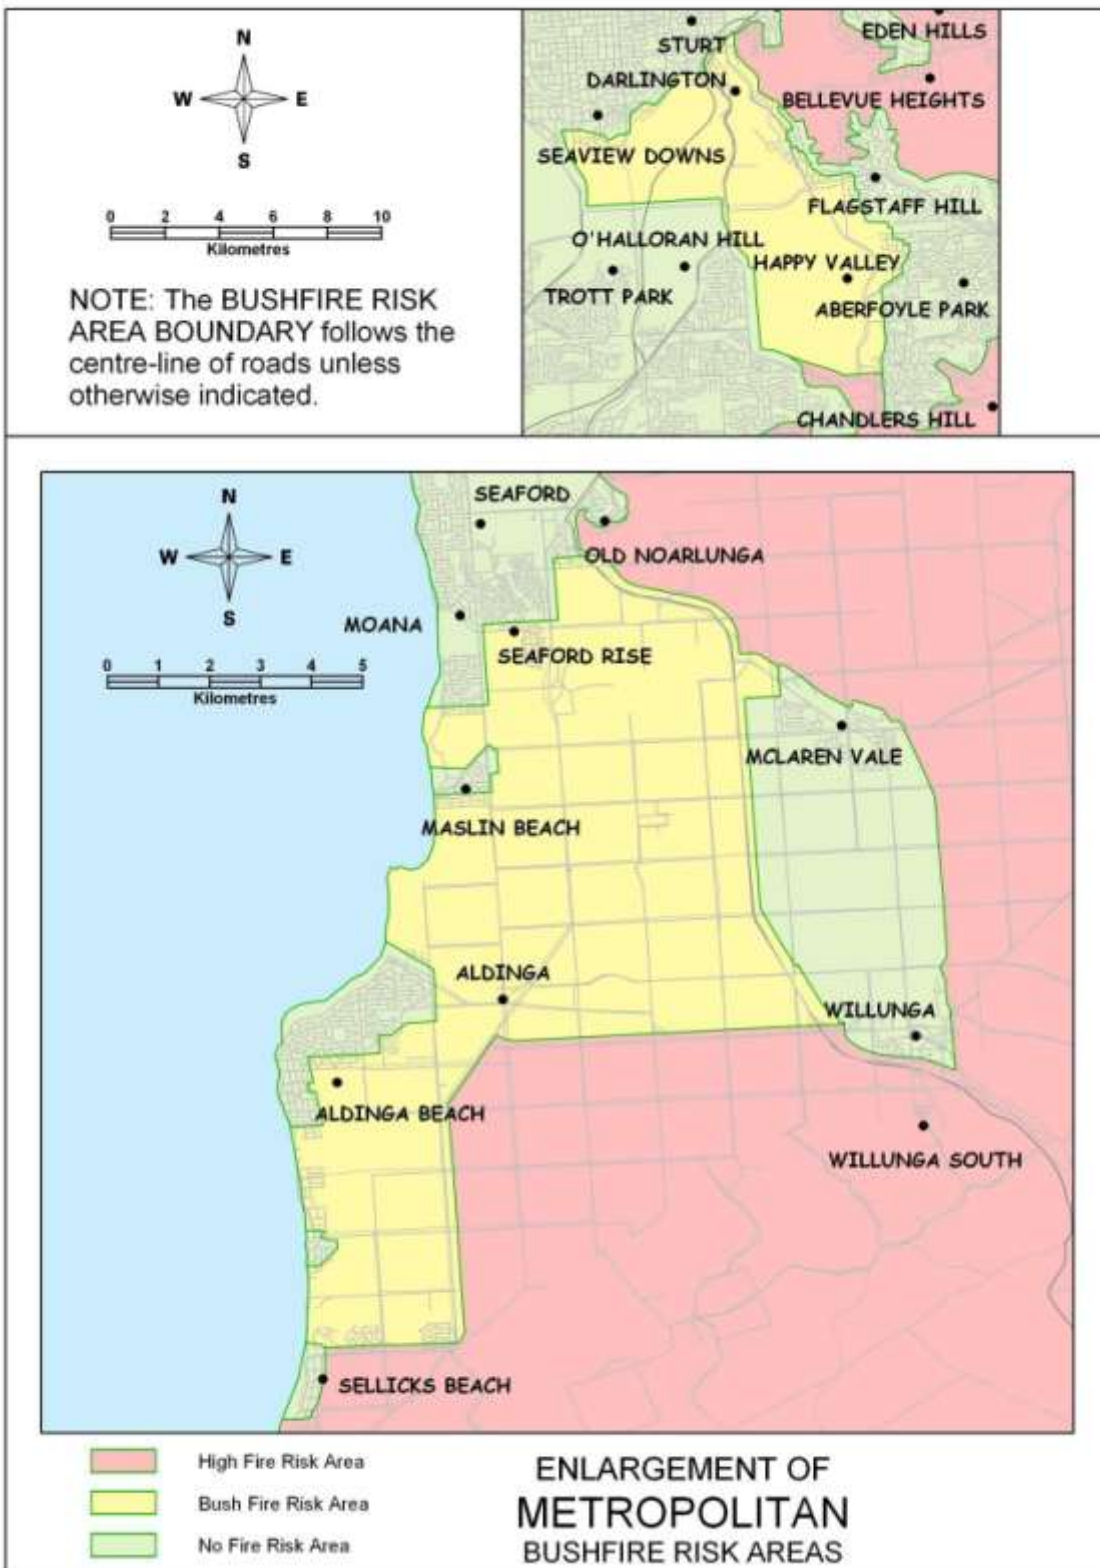 N
W E
S
0 2 4 6 8 10
Kilometres
NOTE: The BUSHFIRE RISK
AREA BOUNDARY follows the
centre-line of roads unless
otherwise indicated.
EDEN HILLS
STURT
DARLINGTON
BELLEVUE HEIGHTS
SEAVIEW DOWNS
FLAGSTAFF HILL
O'HALLORAN HILL
HAPPY VALLEY
TROTT PARK
ABERFOYLE PARK
CHANDLERS HILL
N
W E
S
0 1 2 3 4 5
Kilometres
SEAFORD
OLD NOARLUNGA
MOANA
SEAFORD RISE
MCLAREN VALE
MASLIN BEACH
ALDINGA
WILLUNGA
ALDINGA BEACH
WILLUNGA SOUTH
SELLICKS BEACH
High Fire Risk Area
Bush Fire Risk Area
No Fire Risk Area
ENLARGEMENT OF
METROPOLITAN
BUSHFIRE RISK AREAS